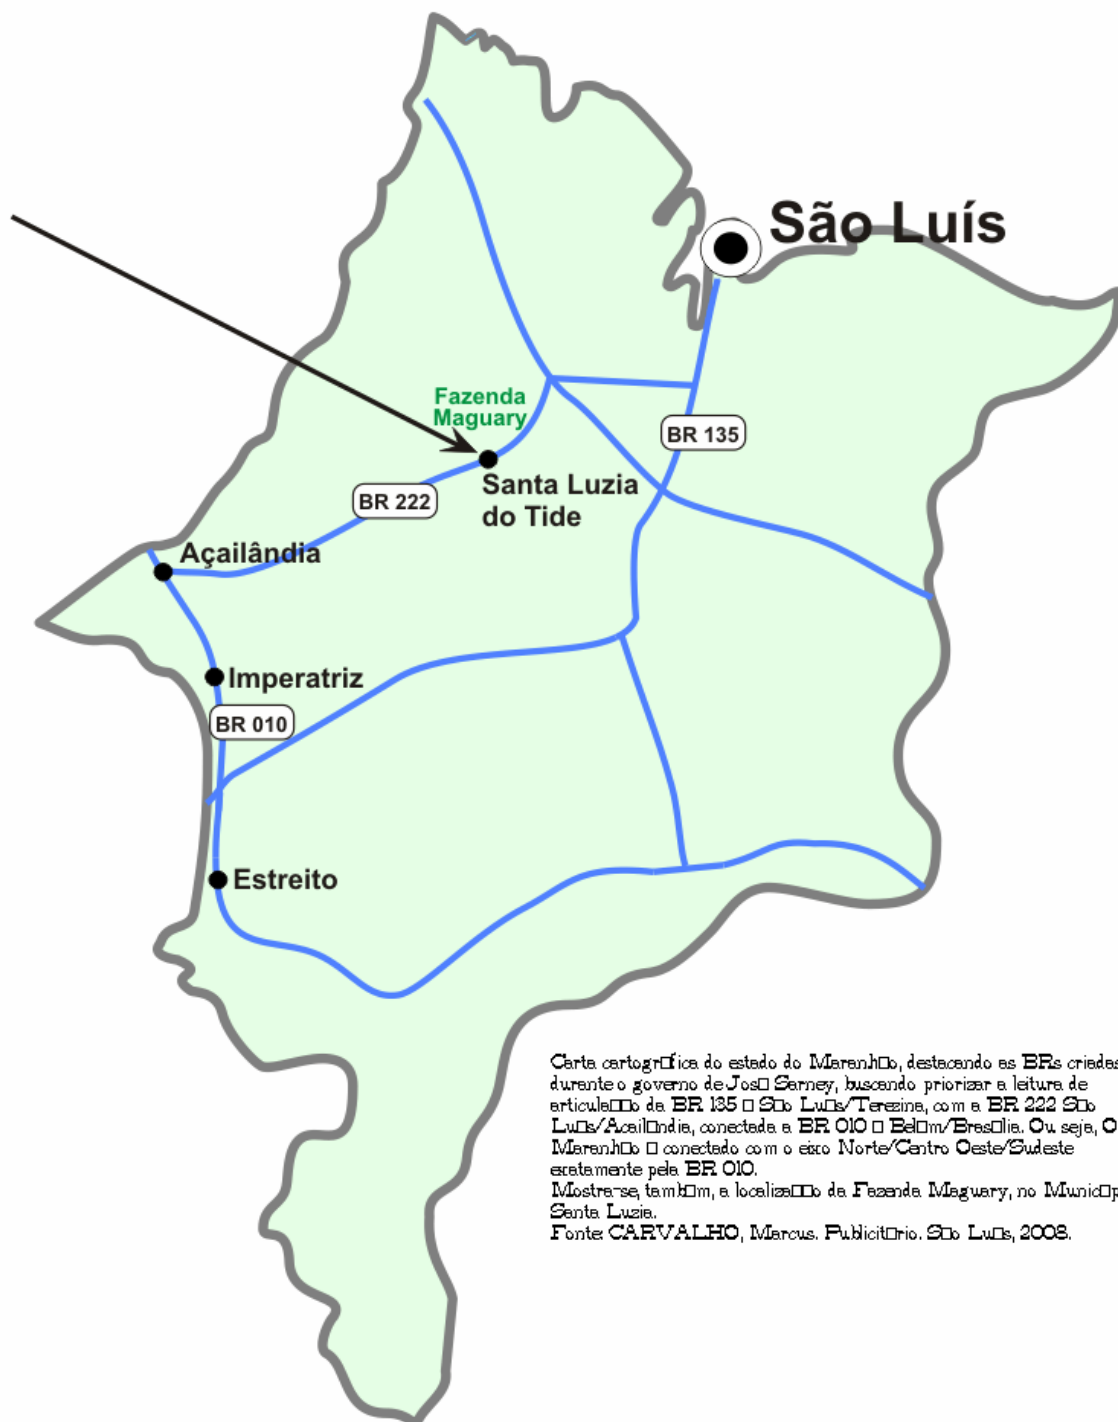 São Luís
Fazenda
Maguary
BR 135
Santa Luzia
do Tide
BR 222
Açailândia
Imperatriz
BR 010
Estreito
Carta cartogr□fica do estado do Maranh□o, destacando as BRs criadas
durante o governo de Jos□ Sarney, buscando priorizar a leitura de
articula□□o da BR 135 □ S□o Lu□s/Terezina, com a BR 222 S□o
Lu□s/Acail□ndia, conectada a BR 010 □ Bel□m/Bras□lia. Ou seja, O
Maranh□o □ conectado com o eixo Norte/Centro Oeste/Sudeste
exatamente pela BR 010.
Mostra-se, tamb□m, a localiza□□o da Fazenda Maguary, no Munic□p
Santa Luzia.
Fonte: CARVALHO, Marcus. Publicit□rio. S□o Lu□s, 2008.